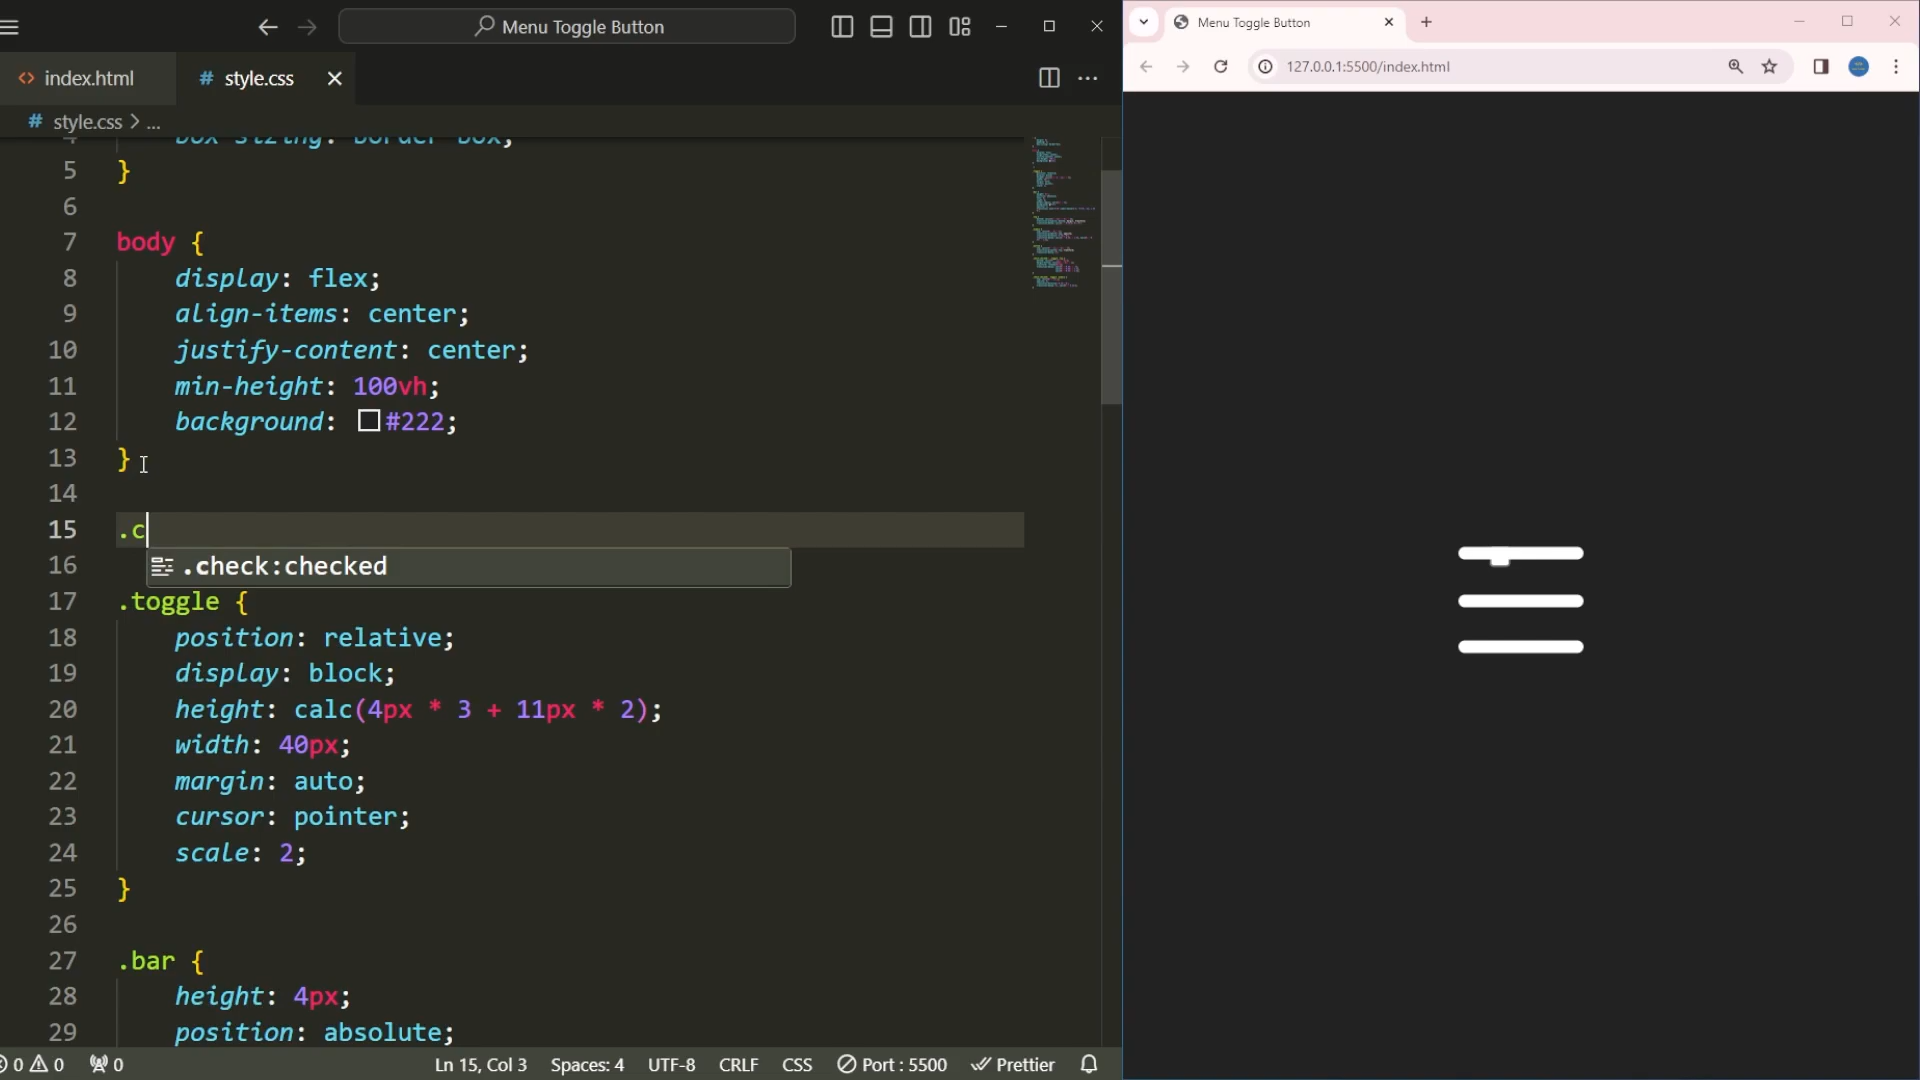 Menu Toggle Button
Menu Toggle Button
index.html
# style.css
127.0.0.1:5500/index.html
# style.css > ...
4 box-sizing: border-box;
5 }
6
7 body {
8 display: flex;
9 align-items: center;
10 justify-content: center;
11 min-height: 100vh;
12 background: #222;
13 }
14
15 .c
16 .check:checked
17 .toggle {
18 position: relative;
19 display: block;
20 height: calc(4px * 3 + 11px * 2);
21 width: 40px;
22 margin: auto;
23 cursor: pointer;
24 scale: 2;
25 }
26
27 .bar {
28 height: 4px;
29 position: absolute;
0 0 0 Ln 15, Col 3 Spaces: 4 UTF-8 CRLF CSS Port : 5500 Prettier